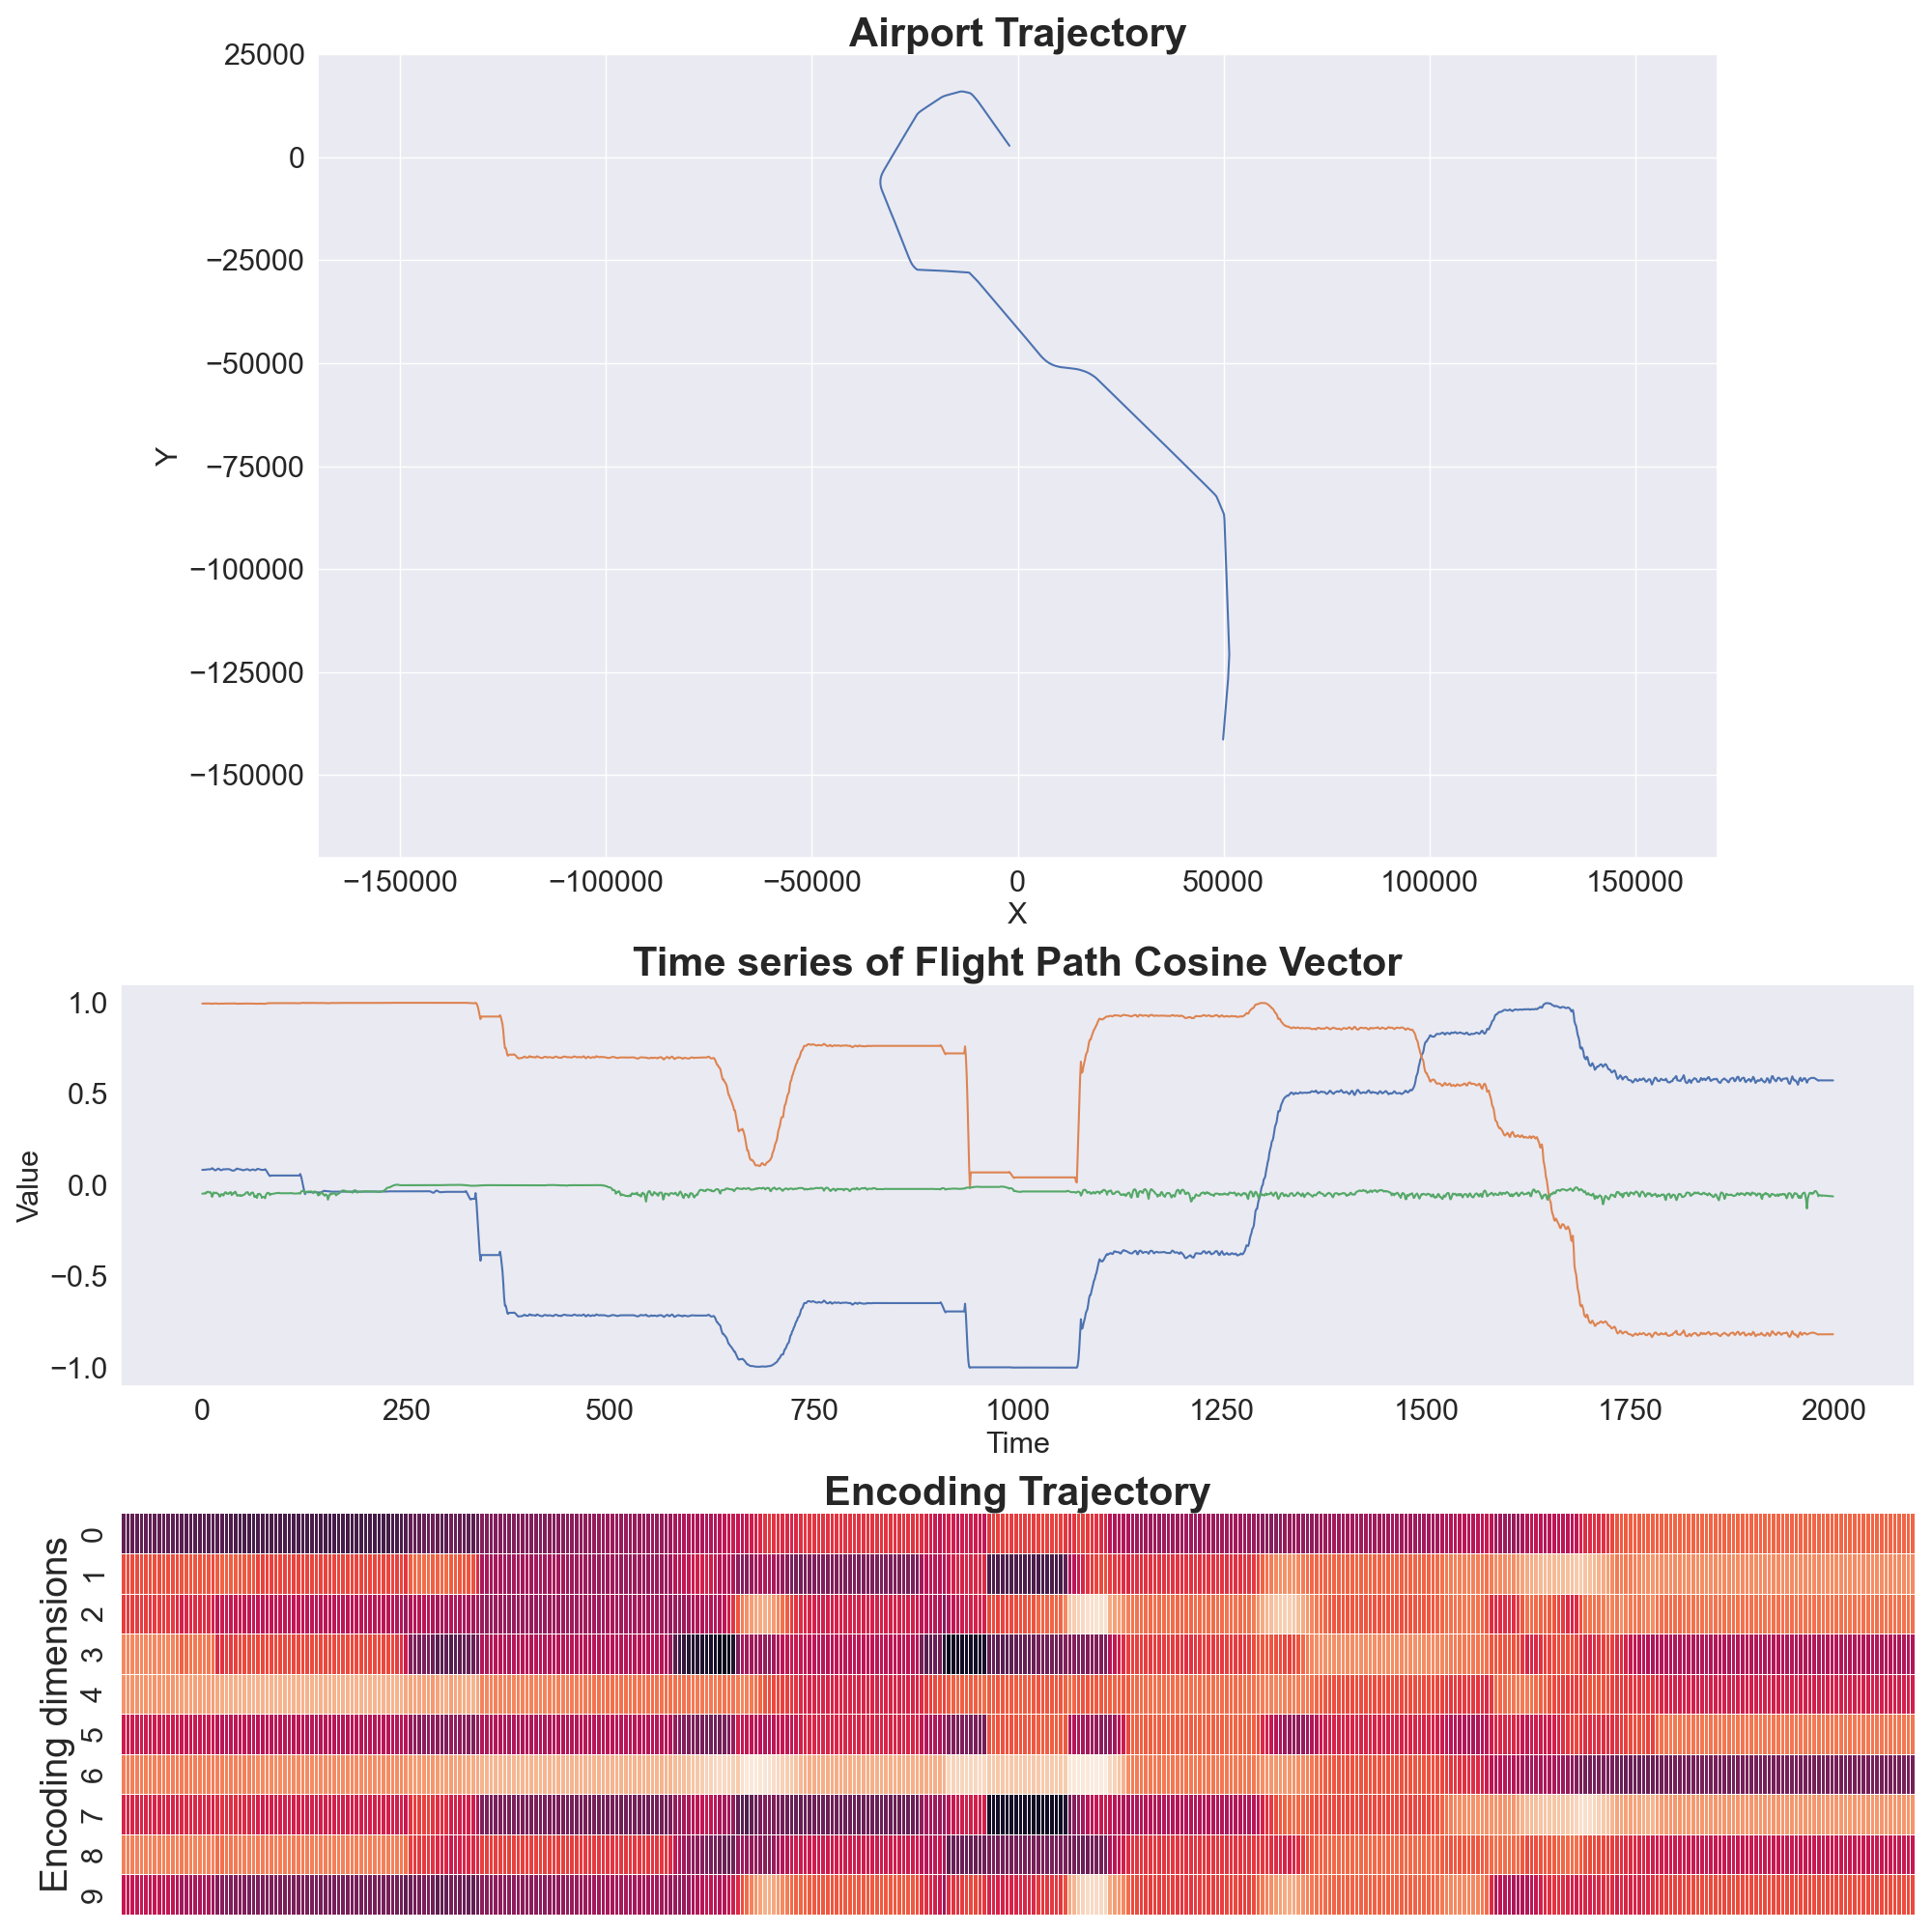 Airport Trajectory
25000
0
−25000
−50000
−75000
−100000
−125000
−150000
Y
−150000 −100000 −50000 0 50000 100000 150000
X
Time series of Flight Path Cosine Vector
1.0
0.5
0.0
−0.5
−1.0
Value
0 250 500 750 1000 1250 1500 1750 2000
Time
Encoding Trajectory
Encoding dimensions
0
1
2
3
4
5
6
7
8
9